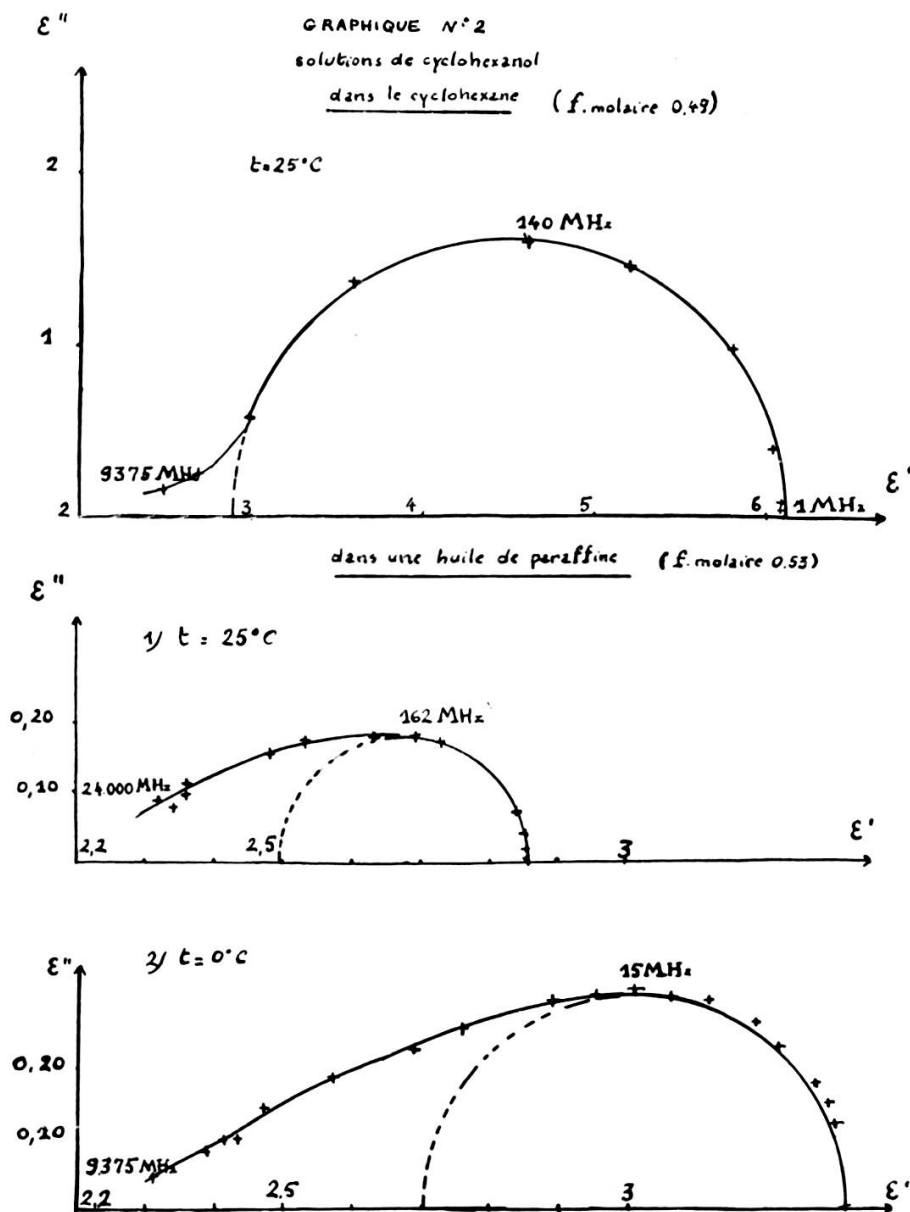 ε"
GRAPHIQUE N°2
solutions de cyclohexanol
dans le cyclohexane (f. molaire 0,49)
t=25°C
2
140 MHz
1
9375 MHz
ε'
2 3 4 5 6 1 MHz
dans une huile de paraffine (f. molaire 0.53)
ε"
1) t = 25°C
0,20
162 MHz
0,10
24.000 MHz
ε'
2,2 2,5 3
ε"
2) t=0°C
15 MHz
0,20
0,10
9375 MHz
2,2 2,5 3 ε'